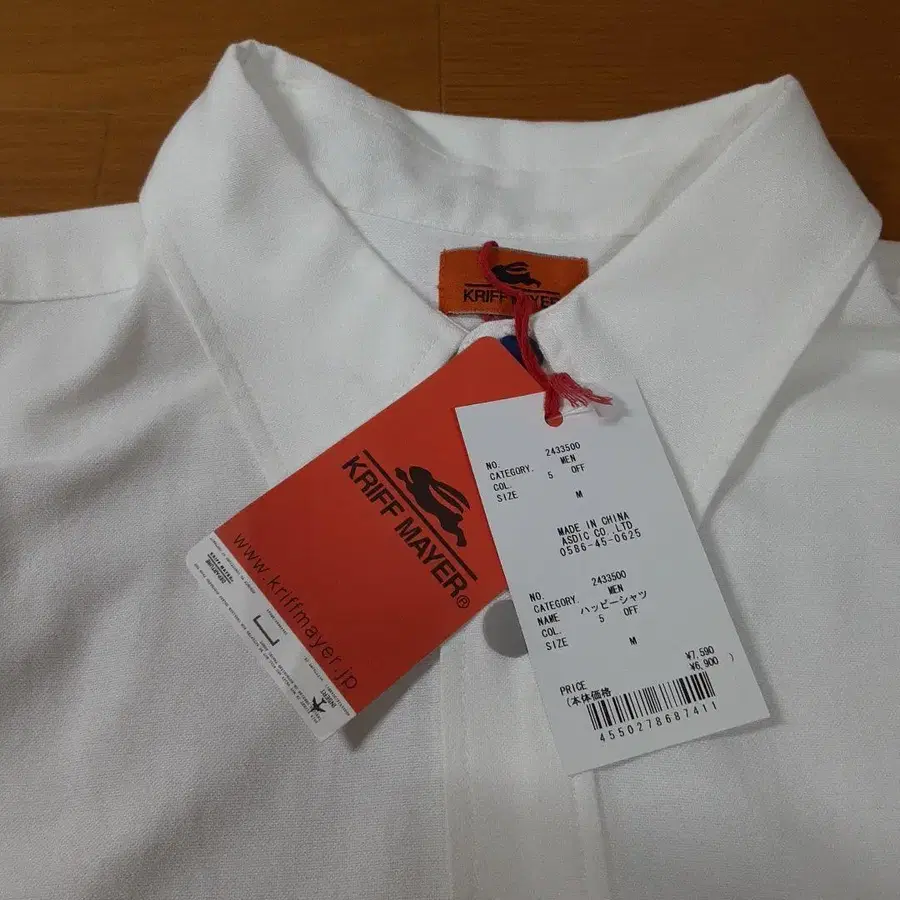 KRIFF MAYER
KRIFF MAYER®
www.kriffmayer.jp
INSERT
NO. 2433500
CATEGORY. MEN
COL. 5 OFF
SIZE M
MADE IN CHINA
ASDIC CO.,LTD
0586-45-0625
NO. 2433500
CATEGORY. MEN
NAME ハッピーシャツ
COL. 5 OFF
SIZE M
PRICE ¥7,590
(本体価格 ¥6,900 )
4550278687411